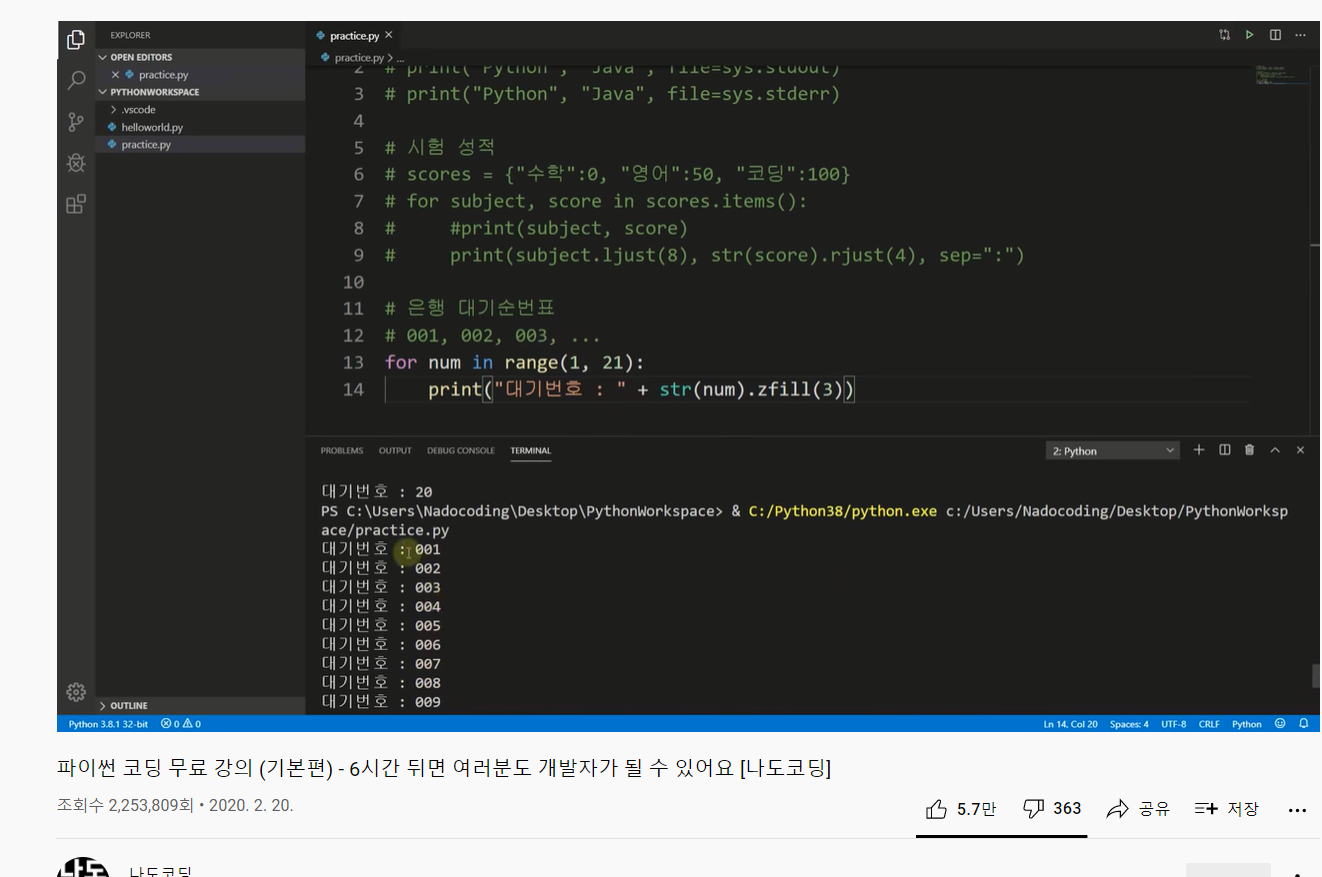 EXPLORER
OPEN EDITORS
practice.py
PYTHONWORKSPACE
.vscode
helloworld.py
practice.py
OUTLINE
practice.py
practice.py > ...
2 # print("Python", "Java", file=sys.stdout)
3 # print("Python", "Java", file=sys.stderr)
4
5 # 시험 성적
6 # scores = {"수학":0, "영어":50, "코딩":100}
7 # for subject, score in scores.items():
8 #     #print(subject, score)
9 #     print(subject.ljust(8), str(score).rjust(4), sep=":")
10
11 # 은행 대기순번표
12 # 001, 002, 003, ...
13 for num in range(1, 21):
14     print("대기번호 : " + str(num).zfill(3))
PROBLEMS OUTPUT DEBUG CONSOLE TERMINAL 2: Python
대기번호 : 20
PS C:\Users\Nadocoding\Desktop\PythonWorkspace> & C:/Python38/python.exe c:/Users/Nadocoding/Desktop/PythonWorksp
ace/practice.py
대기번호 : 001
대기번호 : 002
대기번호 : 003
대기번호 : 004
대기번호 : 005
대기번호 : 006
대기번호 : 007
대기번호 : 008
대기번호 : 009
Python 3.8.1 32-bit 0 0 Ln 14, Col 20 Spaces: 4 UTF-8 CRLF Python
파이썬 코딩 무료 강의 (기본편) - 6시간 뒤면 여러분도 개발자가 될 수 있어요 [나도코딩]
조회수 2,253,809회 • 2020. 2. 20.
5.7만 363 공유 저장
나도코딩